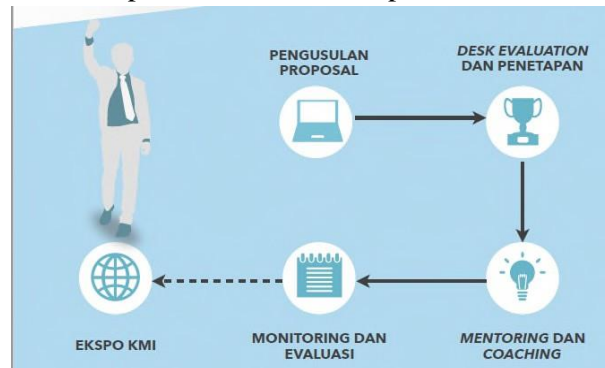 PENGUSULAN
PROPOSAL
DESK EVALUATION
DAN PENETAPAN
EKSPO KMI
MONITORING DAN
EVALUASI
MENTORING DAN
COACHING